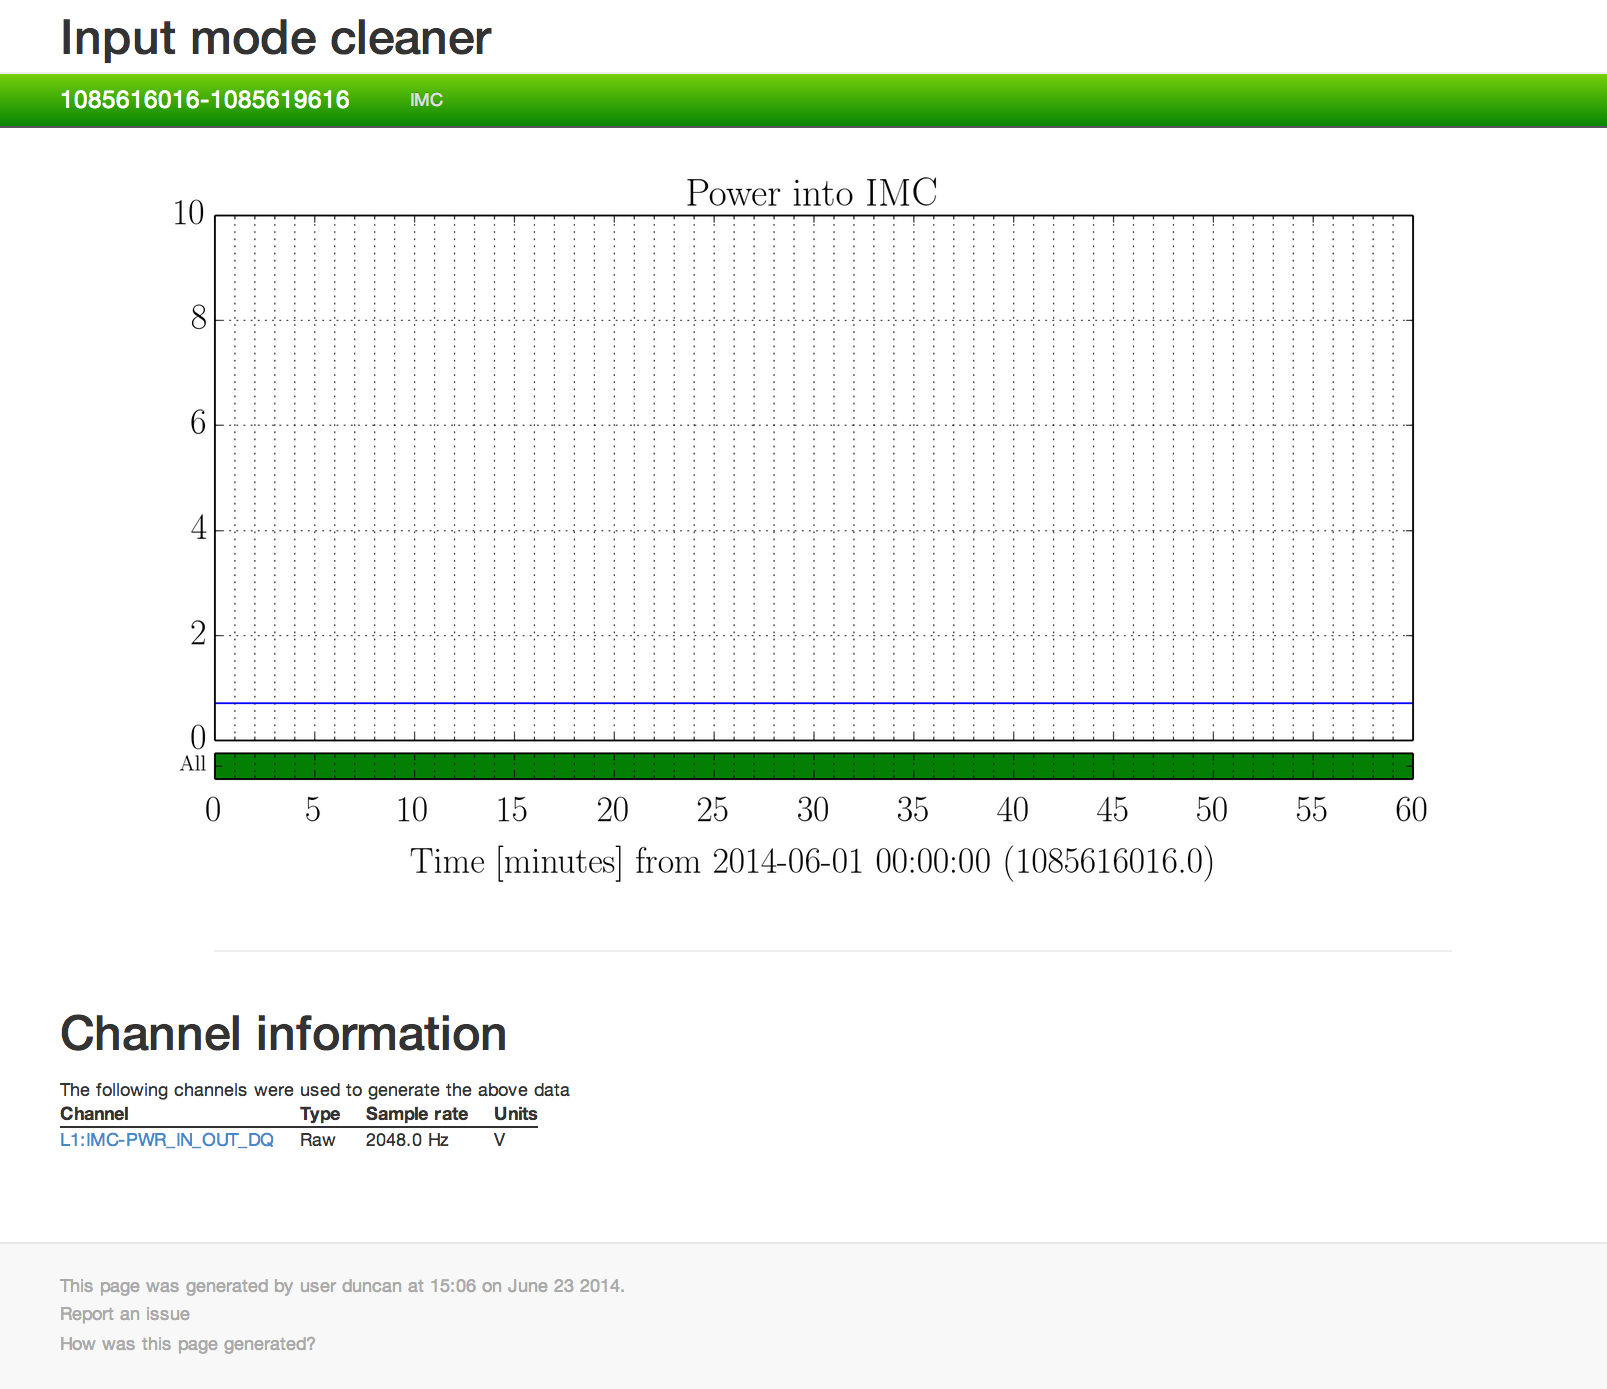 Input mode cleaner
1085616016-1085619616 IMC
Power into IMC
10
8
6
4
2
0
All
0 5 10 15 20 25 30 35 40 45 50 55 60
Time [minutes] from 2014-06-01 00:00:00 (1085616016.0)
Channel information
The following channels were used to generate the above data
Channel Type Sample rate Units
L1:IMC-PWR_IN_OUT_DQ Raw 2048.0 Hz V
This page was generated by user duncan at 15:06 on June 23 2014.
Report an issue
How was this page generated?